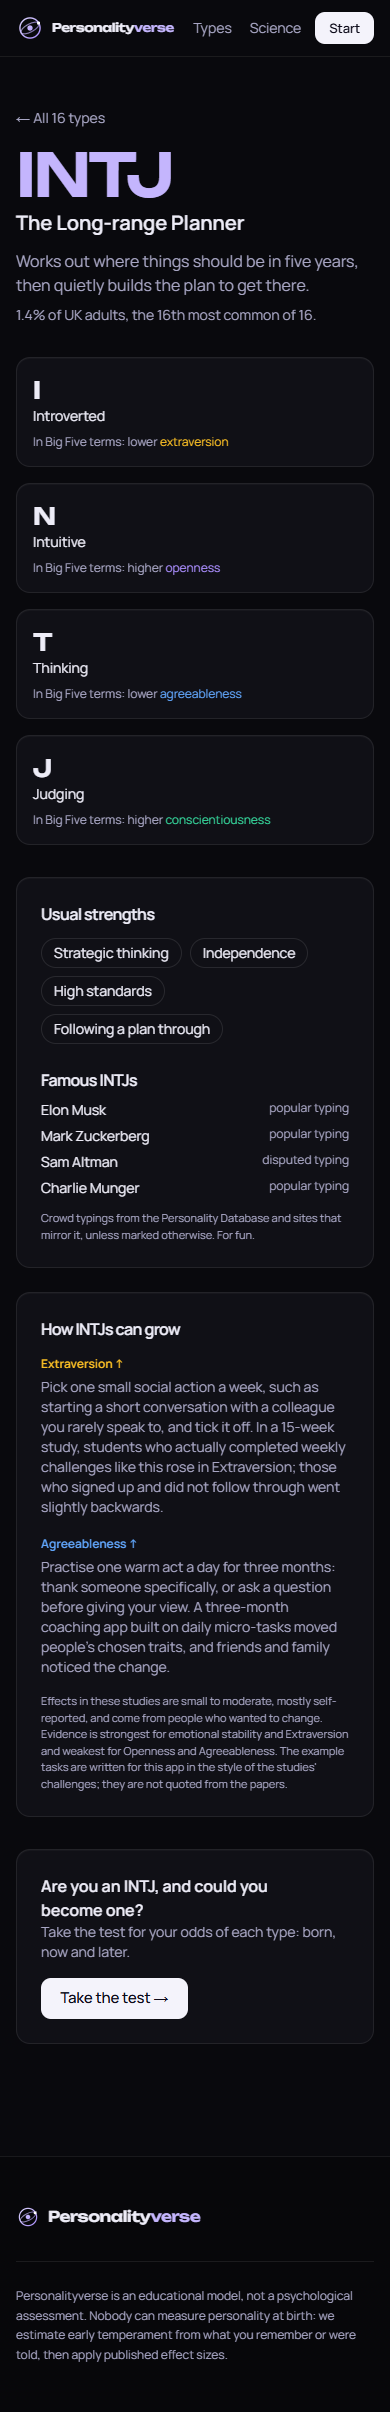 Personalityverse Types Science Start
← All 16 types
INTJ
The Long-range Planner
Works out where things should be in five years,
then quietly builds the plan to get there.
1.4% of UK adults, the 16th most common of 16.
I
Introverted
In Big Five terms: lower extraversion
N
Intuitive
In Big Five terms: higher openness
T
Thinking
In Big Five terms: lower agreeableness
J
Judging
In Big Five terms: higher conscientiousness
Usual strengths
Strategic thinking Independence
High standards
Following a plan through
Famous INTJs
Elon Musk popular typing
Mark Zuckerberg popular typing
Sam Altman disputed typing
Charlie Munger popular typing
Crowd typings from the Personality Database and sites that
mirror it, unless marked otherwise. For fun.
How INTJs can grow
Extraversion ↑
Pick one small social action a week, such as
starting a short conversation with a colleague
you rarely speak to, and tick it off. In a 15-week
study, students who actually completed weekly
challenges like this rose in Extraversion; those
who signed up and did not follow through went
slightly backwards.
Agreeableness ↑
Practise one warm act a day for three months:
thank someone specifically, or ask a question
before giving your view. A three-month
coaching app built on daily micro-tasks moved
people's chosen traits, and friends and family
noticed the change.
Effects in these studies are small to moderate, mostly self-
reported, and come from people who wanted to change.
Evidence is strongest for emotional stability and Extraversion
and weakest for Openness and Agreeableness. The example
tasks are written for this app in the style of the studies'
challenges; they are not quoted from the papers.
Are you an INTJ, and could you
become one?
Take the test for your odds of each type: born,
now and later.
Take the test →
Personalityverse
Personalityverse is an educational model, not a psychological
assessment. Nobody can measure personality at birth: we
estimate early temperament from what you remember or were
told, then apply published effect sizes.